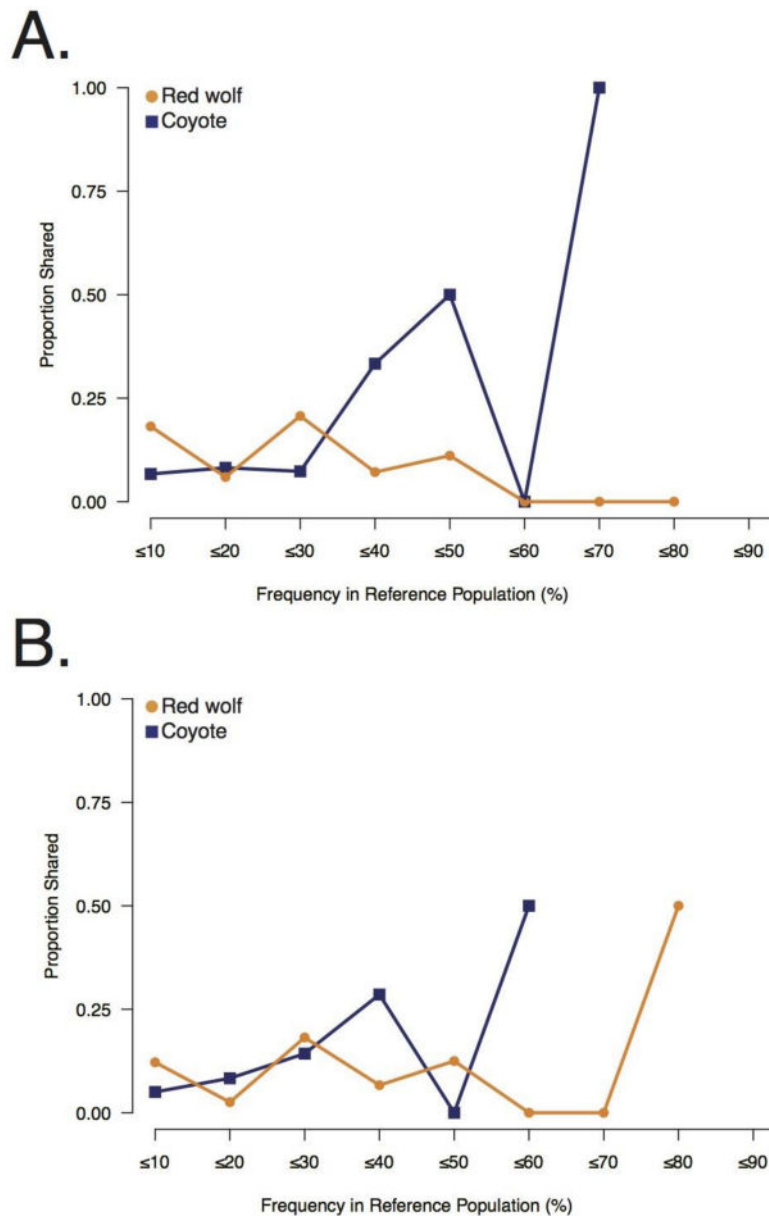 A.
Red wolf
Coyote
1.00
0.75
0.50
0.25
0.00
Proportion Shared
≤10 ≤20 ≤30 ≤40 ≤50 ≤60 ≤70 ≤80 ≤90
Frequency in Reference Population (%)
B.
Red wolf
Coyote
1.00
0.75
0.50
0.25
0.00
Proportion Shared
≤10 ≤20 ≤30 ≤40 ≤50 ≤60 ≤70 ≤80 ≤90
Frequency in Reference Population (%)